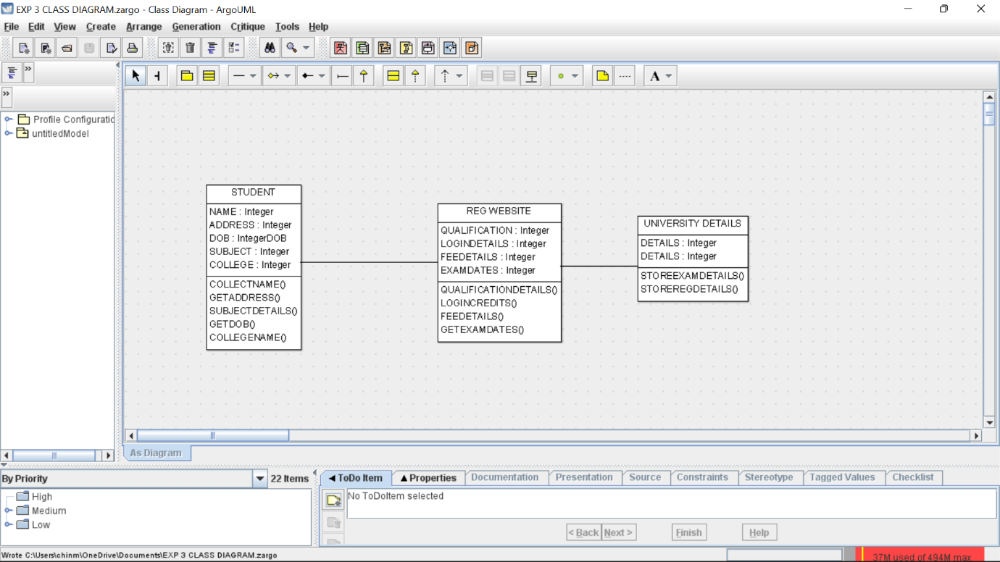 EXP 3 CLASS DIAGRAM.zargo - Class Diagram - ArgoUML
File Edit View Create Arrange Generation Critique Tools Help
A
Profile Configuratio
untitledModel
STUDENT
NAME : Integer
ADDRESS : Integer
DOB : IntegerDOB
SUBJECT : Integer
COLLEGE : Integer
COLLECTNAME()
GETADDRESS()
SUBJECTDETAILS()
GETDOB()
COLLEGENAME()
REG WEBSITE
QUALIFICATION : Integer
LOGINDETAILS : Integer
FEEDETAILS : Integer
EXAMDATES : Integer
QUALIFICATIONDETAILS()
LOGINCREDITS()
FEEDETAILS()
GETEXAMDATES()
UNIVERSITY DETAILS
DETAILS : Integer
DETAILS : Integer
STOREEXAMDETAILS()
STOREREGDETAILS()
As Diagram
By Priority 22 Items
High
Medium
Low
ToDo Item Properties Documentation Presentation Source Constraints Stereotype Tagged Values Checklist
No ToDoItem selected
< Back Next > Finish Help
Wrote C:\Users\chinm\OneDrive\Documents\EXP 3 CLASS DIAGRAM.zargo
37M used of 494M max